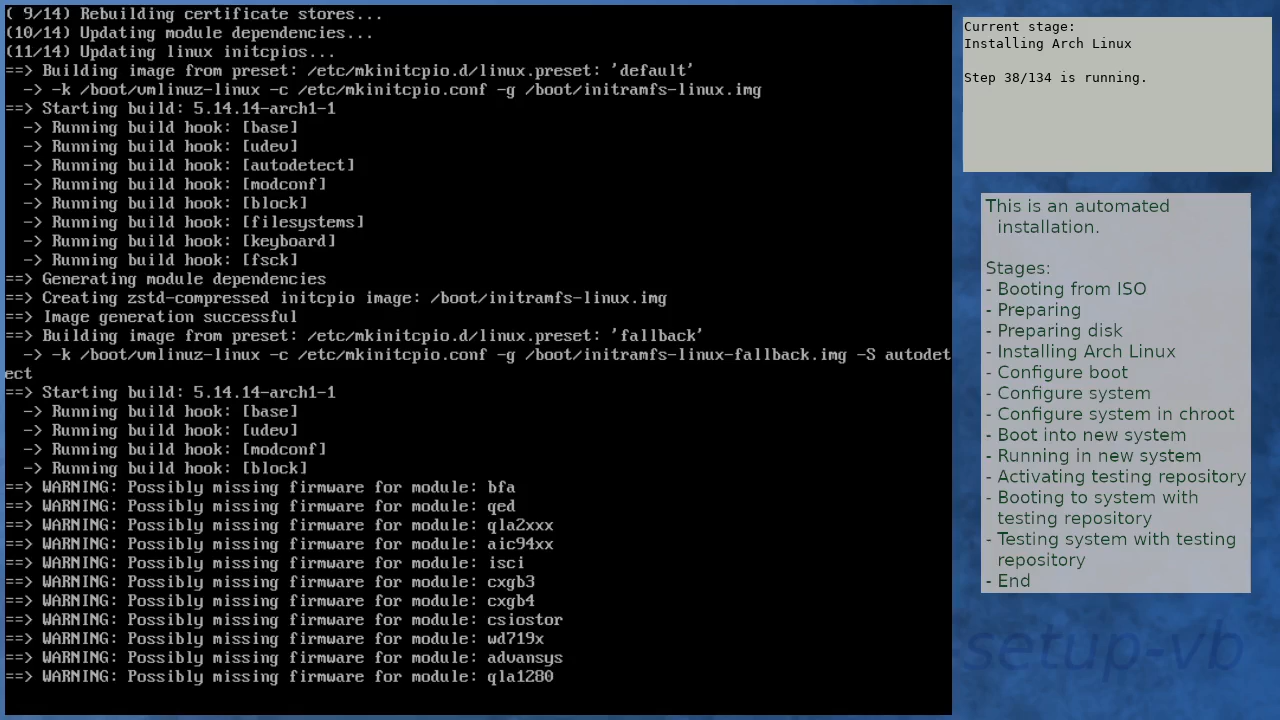 ( 9/14) Rebuilding certificate stores...
(10/14) Updating module dependencies...
(11/14) Updating linux initcpios...
==> Building image from preset: /etc/mkinitcpio.d/linux.preset: 'default'
  -> -k /boot/vmlinuz-linux -c /etc/mkinitcpio.conf -g /boot/initramfs-linux.img
==> Starting build: 5.14.14-arch1-1
  -> Running build hook: [base]
  -> Running build hook: [udev]
  -> Running build hook: [autodetect]
  -> Running build hook: [modconf]
  -> Running build hook: [block]
  -> Running build hook: [filesystems]
  -> Running build hook: [keyboard]
  -> Running build hook: [fsck]
==> Generating module dependencies
==> Creating zstd-compressed initcpio image: /boot/initramfs-linux.img
==> Image generation successful
==> Building image from preset: /etc/mkinitcpio.d/linux.preset: 'fallback'
  -> -k /boot/vmlinuz-linux -c /etc/mkinitcpio.conf -g /boot/initramfs-linux-fallback.img -S autodet
ect
==> Starting build: 5.14.14-arch1-1
  -> Running build hook: [base]
  -> Running build hook: [udev]
  -> Running build hook: [modconf]
  -> Running build hook: [block]
==> WARNING: Possibly missing firmware for module: bfa
==> WARNING: Possibly missing firmware for module: qed
==> WARNING: Possibly missing firmware for module: qla2xxx
==> WARNING: Possibly missing firmware for module: aic94xx
==> WARNING: Possibly missing firmware for module: isci
==> WARNING: Possibly missing firmware for module: cxgb3
==> WARNING: Possibly missing firmware for module: cxgb4
==> WARNING: Possibly missing firmware for module: csiostor
==> WARNING: Possibly missing firmware for module: wd719x
==> WARNING: Possibly missing firmware for module: advansys
==> WARNING: Possibly missing firmware for module: qla1280
Current stage:
Installing Arch Linux
Step 38/134 is running.
This is an automated
installation.
Stages:
- Booting from ISO
- Preparing
- Preparing disk
- Installing Arch Linux
- Configure boot
- Configure system
- Configure system in chroot
- Boot into new system
- Running in new system
- Activating testing repository
- Booting to system with
testing repository
- Testing system with testing
repository
- End
setup-vb